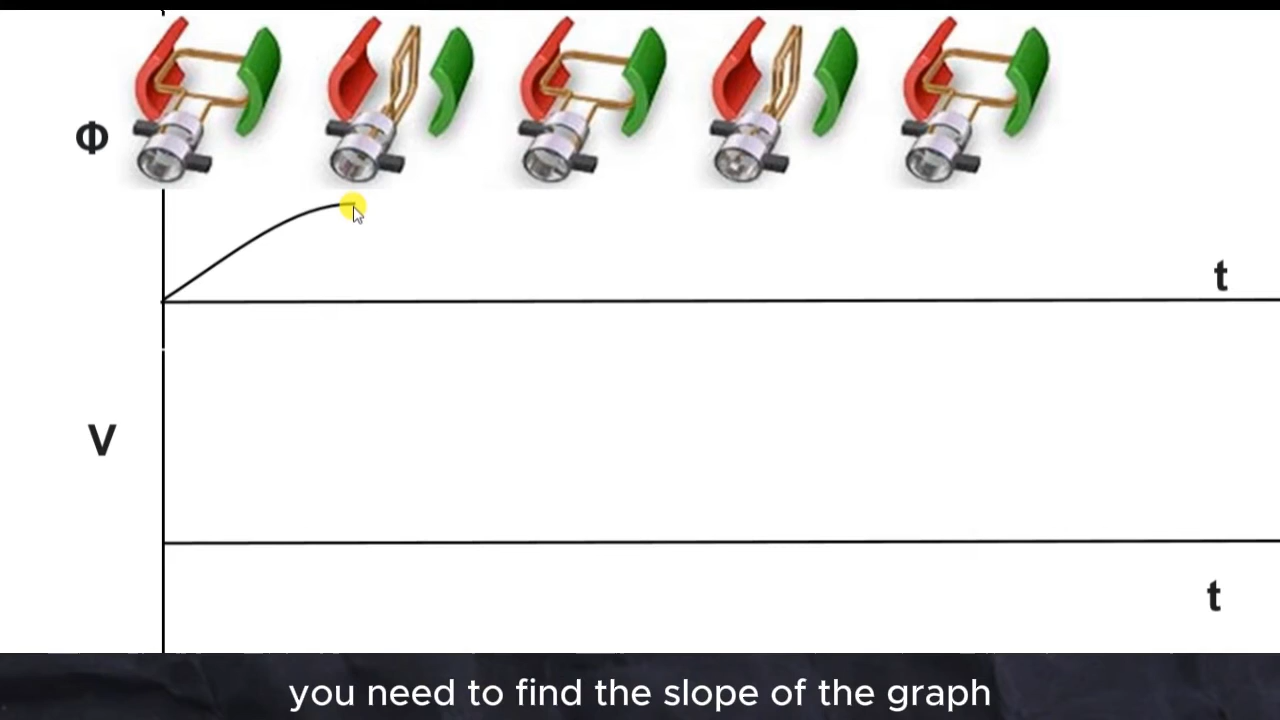 Φ
t
V
t
you need to find the slope of the graph